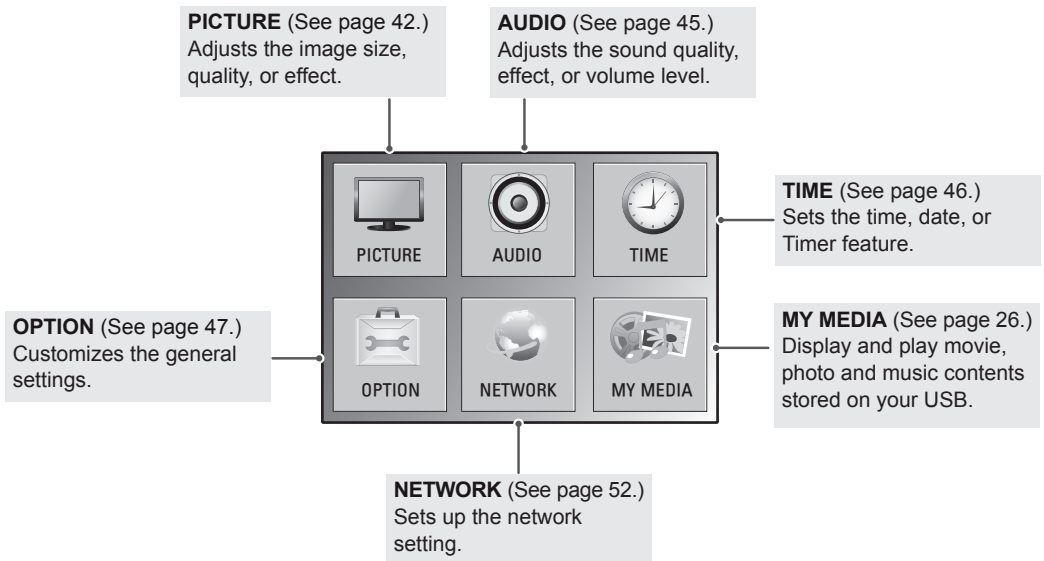 PICTURE (See page 42.)
Adjusts the image size,
quality, or effect.
AUDIO (See page 45.)
Adjusts the sound quality,
effect, or volume level.
PICTURE
AUDIO
TIME
TIME (See page 46.)
Sets the time, date, or
Timer feature.
OPTION (See page 47.)
Customizes the general
settings.
OPTION
NETWORK
MY MEDIA
MY MEDIA (See page 26.)
Display and play movie,
photo and music contents
stored on your USB.
NETWORK (See page 52.)
Sets up the network
setting.